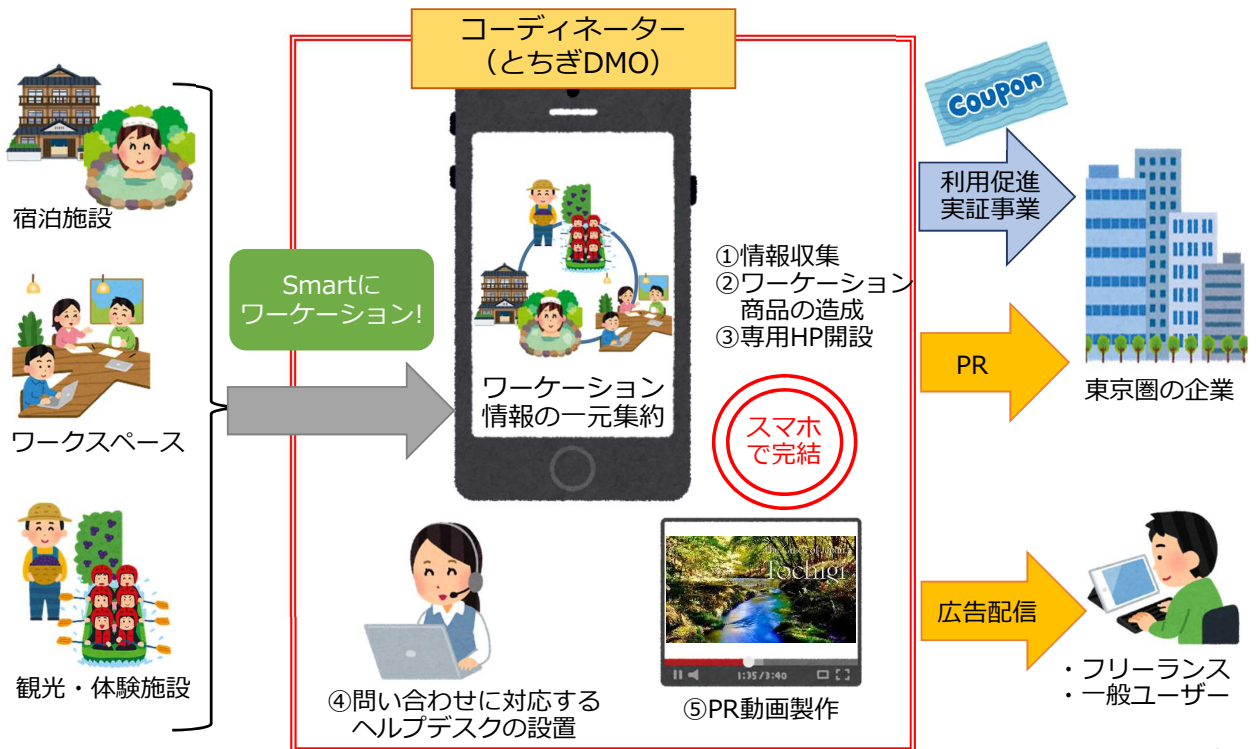 コーディネーター
(とちぎDMO)
宿泊施設
ワークスペース
観光・体験施設
Smartに
ワーケーション!
ワーケーション
情報の一元集約
①情報収集
②ワーケーション
商品の造成
③専用HP開設
スマホ
で完結
④問い合わせに対応する
ヘルプデスクの設置
The Grace of Japan,
Tochigi
1:35/3:40
⑤PR動画製作
Coupon
利用促進
実証事業
PR
東京圏の企業
広告配信
・フリーランス
・一般ユーザー